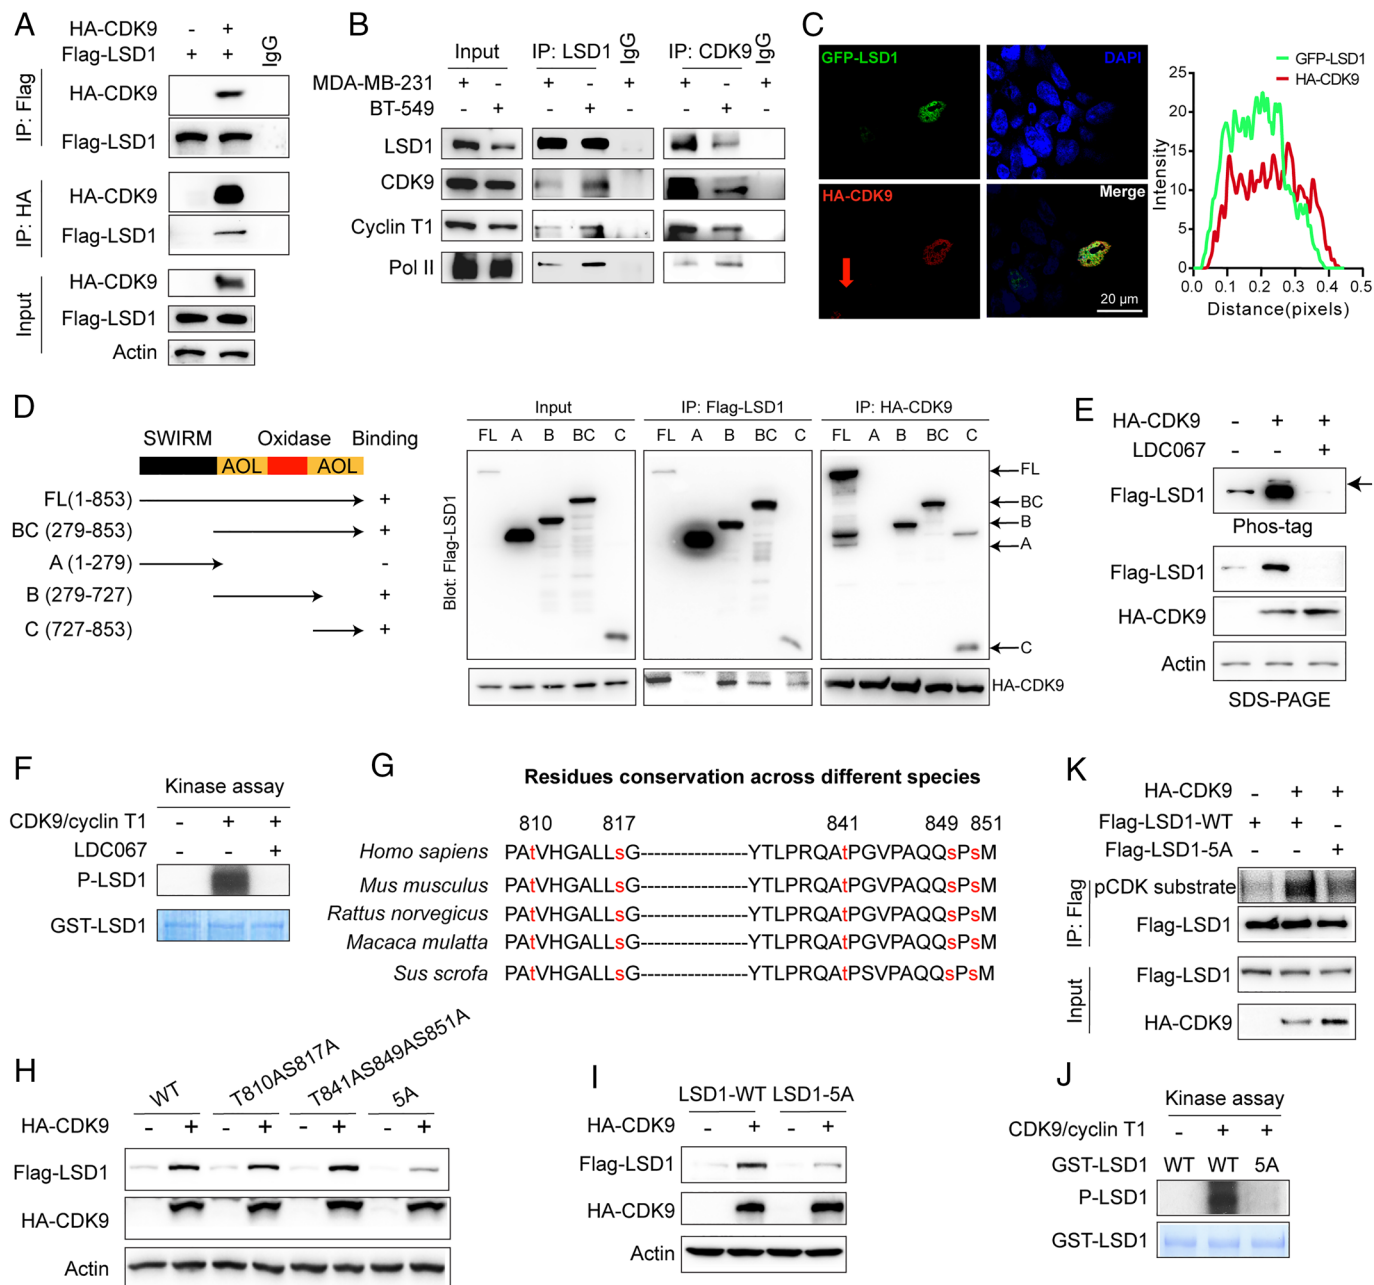 A
HA-CDK9 - +
Flag-LSD1 + + IgG
IP: Flag
HA-CDK9
Flag-LSD1
IP: HA
HA-CDK9
Flag-LSD1
Input
HA-CDK9
Flag-LSD1
Actin
B
Input IP: LSD1 IgG IP: CDK9 IgG
MDA-MB-231 + - + - + + - +
BT-549 - + - + - - + -
LSD1
CDK9
Cyclin T1
Pol II
C
GFP-LSD1
DAPI
HA-CDK9
Merge
20 µm
GFP-LSD1
HA-CDK9
Intensity
25
20
15
10
5
0
0.1 0.2 0.3 0.4 0.5
Distance(pixels)
D
SWIRM Oxidase Binding
AOL AOL
FL(1-853) +
BC (279-853) +
A (1-279) -
B (279-727) +
C (727-853) +
Input IP: Flag-LSD1 IP: HA-CDK9
FL A B BC C FL A B BC C FL A B BC C
Blot: Flag-LSD1
FL
BC
B
A
C
HA-CDK9
E
HA-CDK9 - + +
LDC067 - - +
Flag-LSD1
Phos-tag
Flag-LSD1
HA-CDK9
Actin
SDS-PAGE
F
Kinase assay
CDK9/cyclin T1 - + +
LDC067 - - +
P-LSD1
GST-LSD1
G
Residues conservation across different species
810 817 841 849 851
Homo sapiens PAtVHGALLsG----------------YTLPRQAtPGVPAQQsPsM
Mus musculus PAtVHGALLsG----------------YTLPRQAtPGVPAQQsPsM
Rattus norvegicus PAtVHGALLsG----------------YTLPRQAtPGVPAQQsPsM
Macaca mulatta PAtVHGALLsG----------------YTLPRQAtPGVPAQQsPsM
Sus scrofa PAtVHGALLsG----------------YTLPRQAtPSVPAQQsPsM
K
HA-CDK9 - + +
Flag-LSD1-WT + + -
Flag-LSD1-5A - - +
IP: Flag
pCDK substrate
Flag-LSD1
Input
Flag-LSD1
HA-CDK9
H
WT T810AS817A T841AS849AS851A 5A
HA-CDK9 - + - + - + - +
Flag-LSD1
HA-CDK9
Actin
I
LSD1-WT LSD1-5A
HA-CDK9 - + - +
Flag-LSD1
HA-CDK9
Actin
J
Kinase assay
CDK9/cyclin T1 - + +
GST-LSD1 WT WT 5A
P-LSD1
GST-LSD1